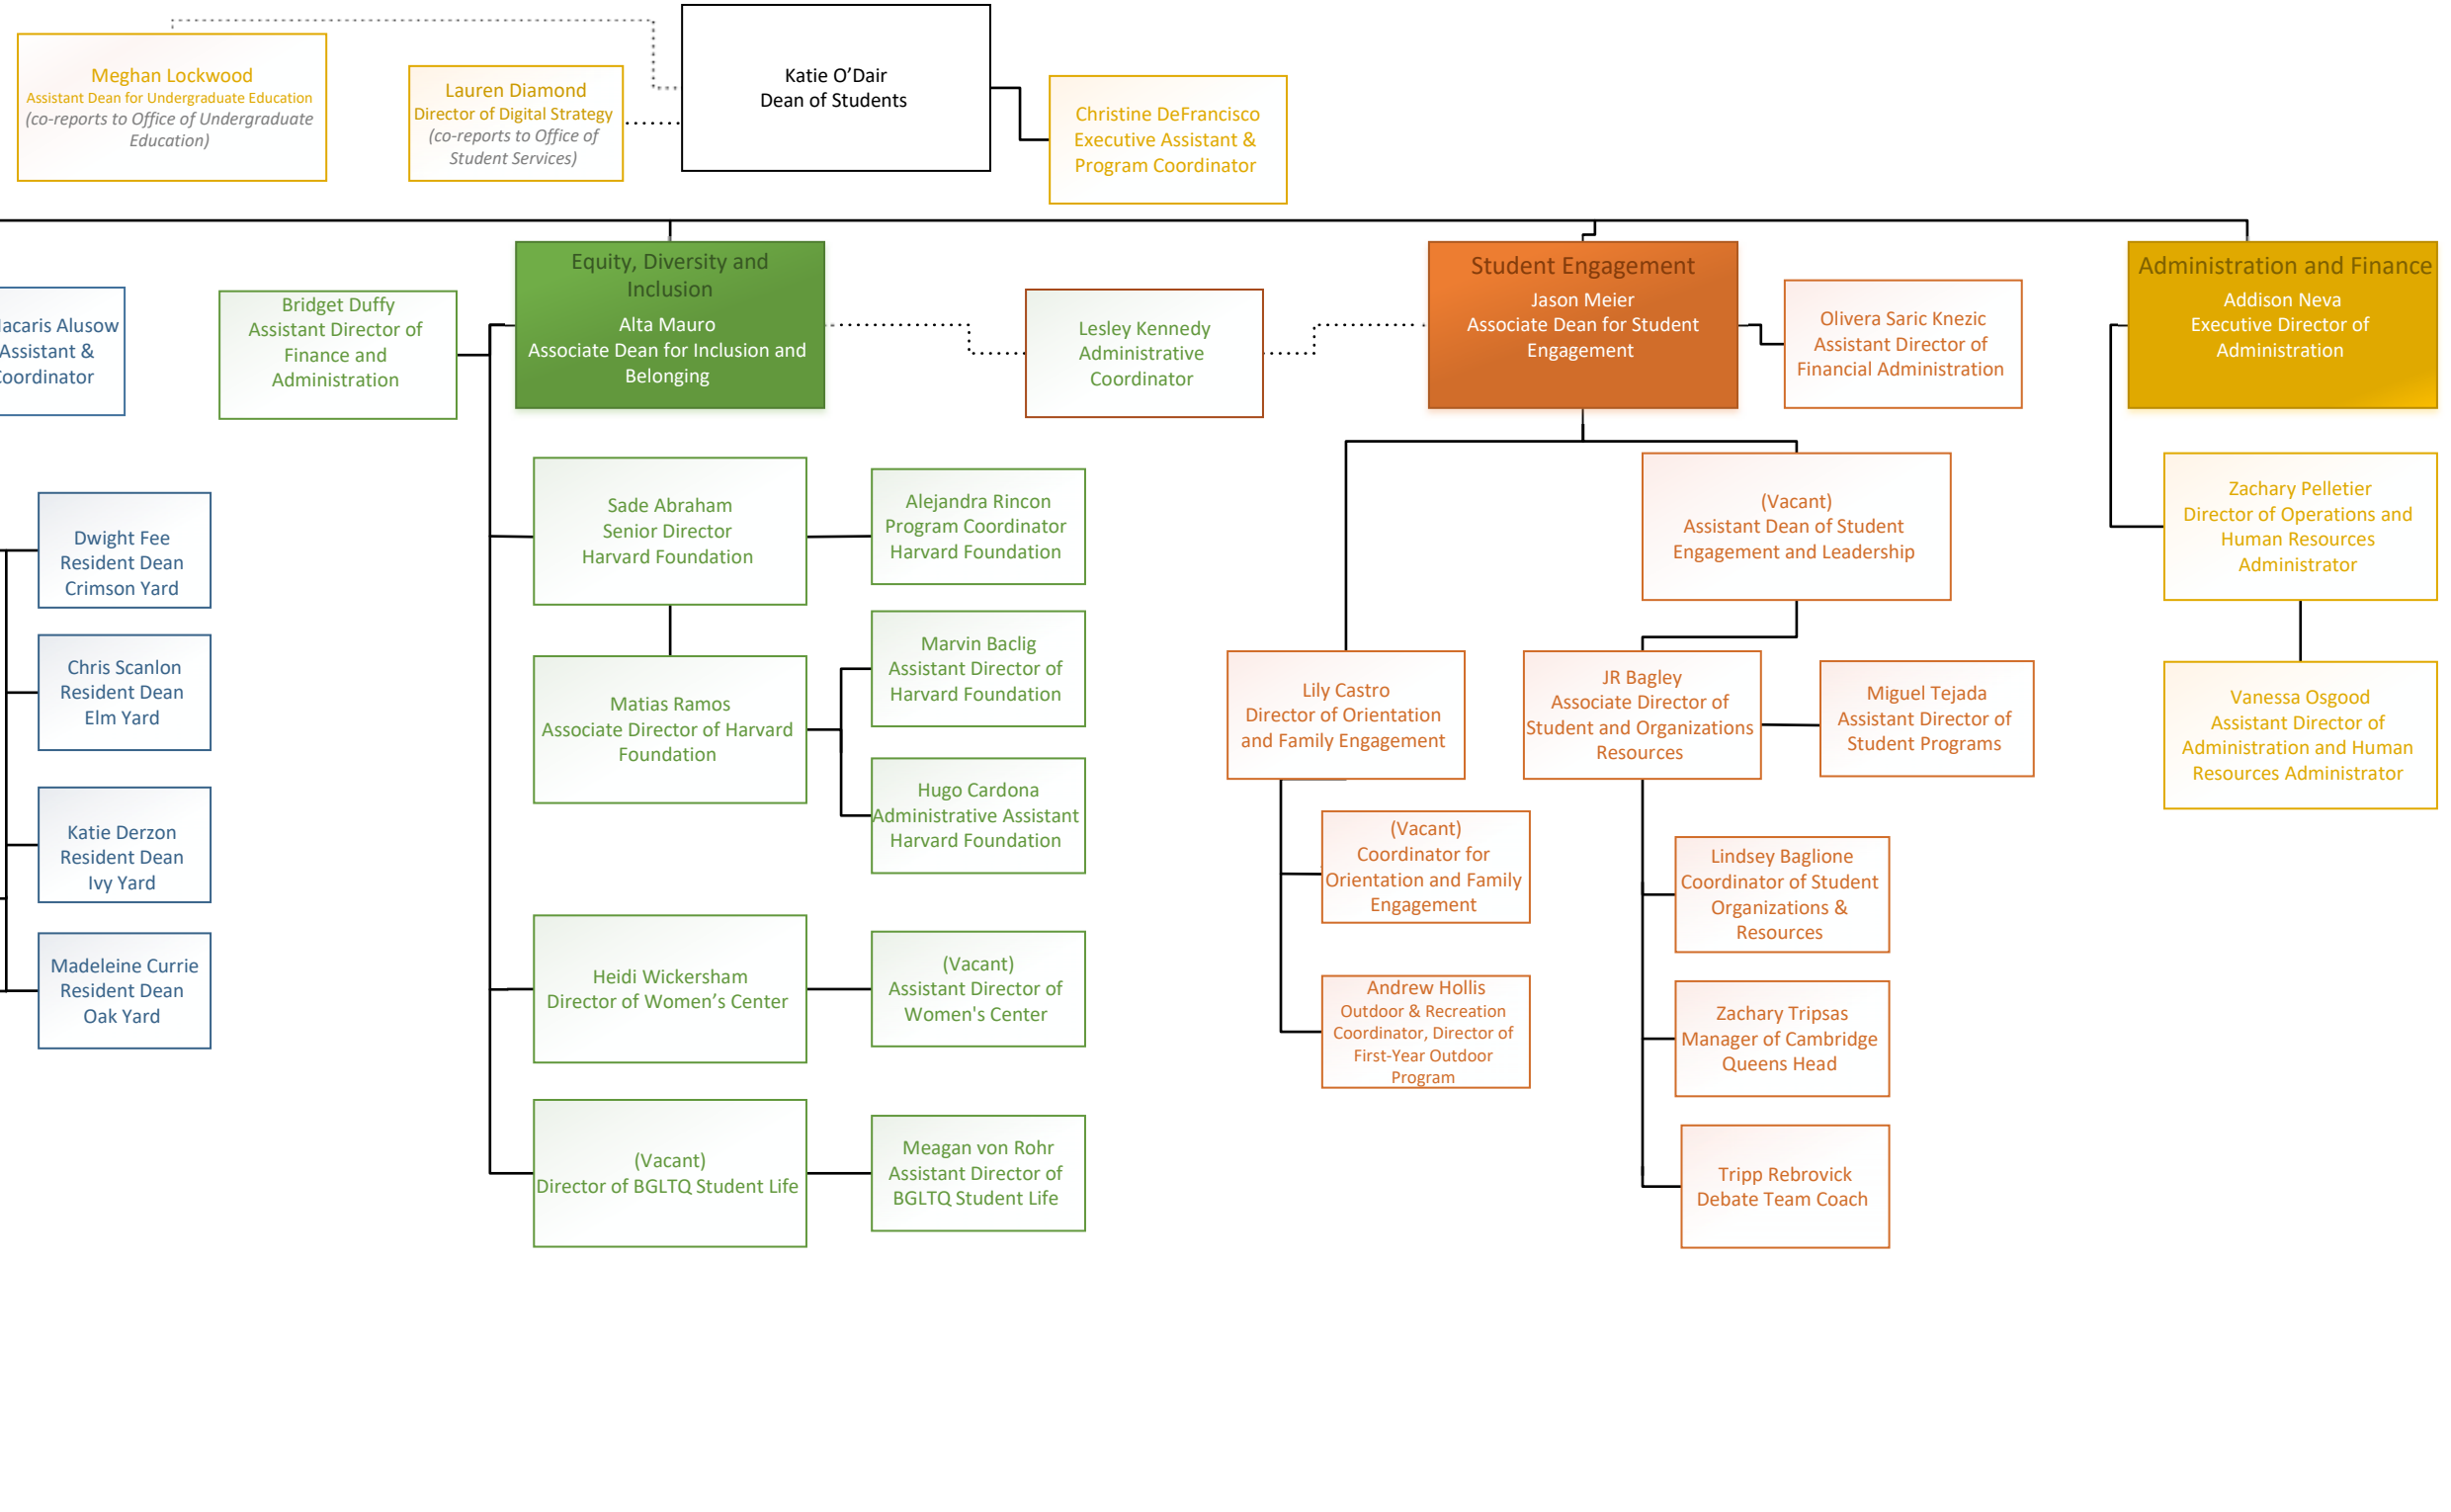 Meghan Lockwood
Assistant Dean for Undergraduate Education
(co-reports to Office of Undergraduate
Education)
Lauren Diamond
Director of Digital Strategy
(co-reports to Office of
Student Services)
Katie O’Dair
Dean of Students
Christine DeFrancisco
Executive Assistant &
Program Coordinator
Alusow
Assistant &
Bridget Duffy
Assistant Director of
Finance and
Administration
Equity, Diversity and
Inclusion
Alta Mauro
Associate Dean for Inclusion and
Belonging
Lesley Kennedy
Administrative
Coordinator
Student Engagement
Jason Meier
Associate Dean for Student
Engagement
Olivera Saric Knezic
Assistant Director of
Financial Administration
Administration and Finance
Addison Neva
Executive Director of
Administration
Dwight Fee
Resident Dean
Crimson Yard
Chris Scanlon
Resident Dean
Elm Yard
Katie Derzon
Resident Dean
Ivy Yard
Madeleine Currie
Resident Dean
Oak Yard
Sade Abraham
Senior Director
Harvard Foundation
Alejandra Rincon
Program Coordinator
Harvard Foundation
Matias Ramos
Associate Director of Harvard
Foundation
Marvin Baclig
Assistant Director of
Harvard Foundation
Hugo Cardona
Administrative Assistant
Harvard Foundation
Heidi Wickersham
Director of Women’s Center
(Vacant)
Assistant Director of
Women's Center
(Vacant)
Director of BGLTQ Student Life
Meagan von Rohr
Assistant Director of
BGLTQ Student Life
(Vacant)
Assistant Dean of Student
Engagement and Leadership
Lily Castro
Director of Orientation
and Family Engagement
(Vacant)
Coordinator for
Orientation and Family
Engagement
Andrew Hollis
Outdoor & Recreation
Coordinator, Director of
First-Year Outdoor
Program
JR Bagley
Associate Director of
Student and Organizations
Resources
Miguel Tejada
Assistant Director of
Student Programs
Lindsey Baglione
Coordinator of Student
Organizations &
Resources
Zachary Tripsas
Manager of Cambridge
Queens Head
Tripp Rebrovick
Debate Team Coach
Zachary Pelletier
Director of Operations and
Human Resources
Administrator
Vanessa Osgood
Assistant Director of
Administration and Human
Resources Administrator